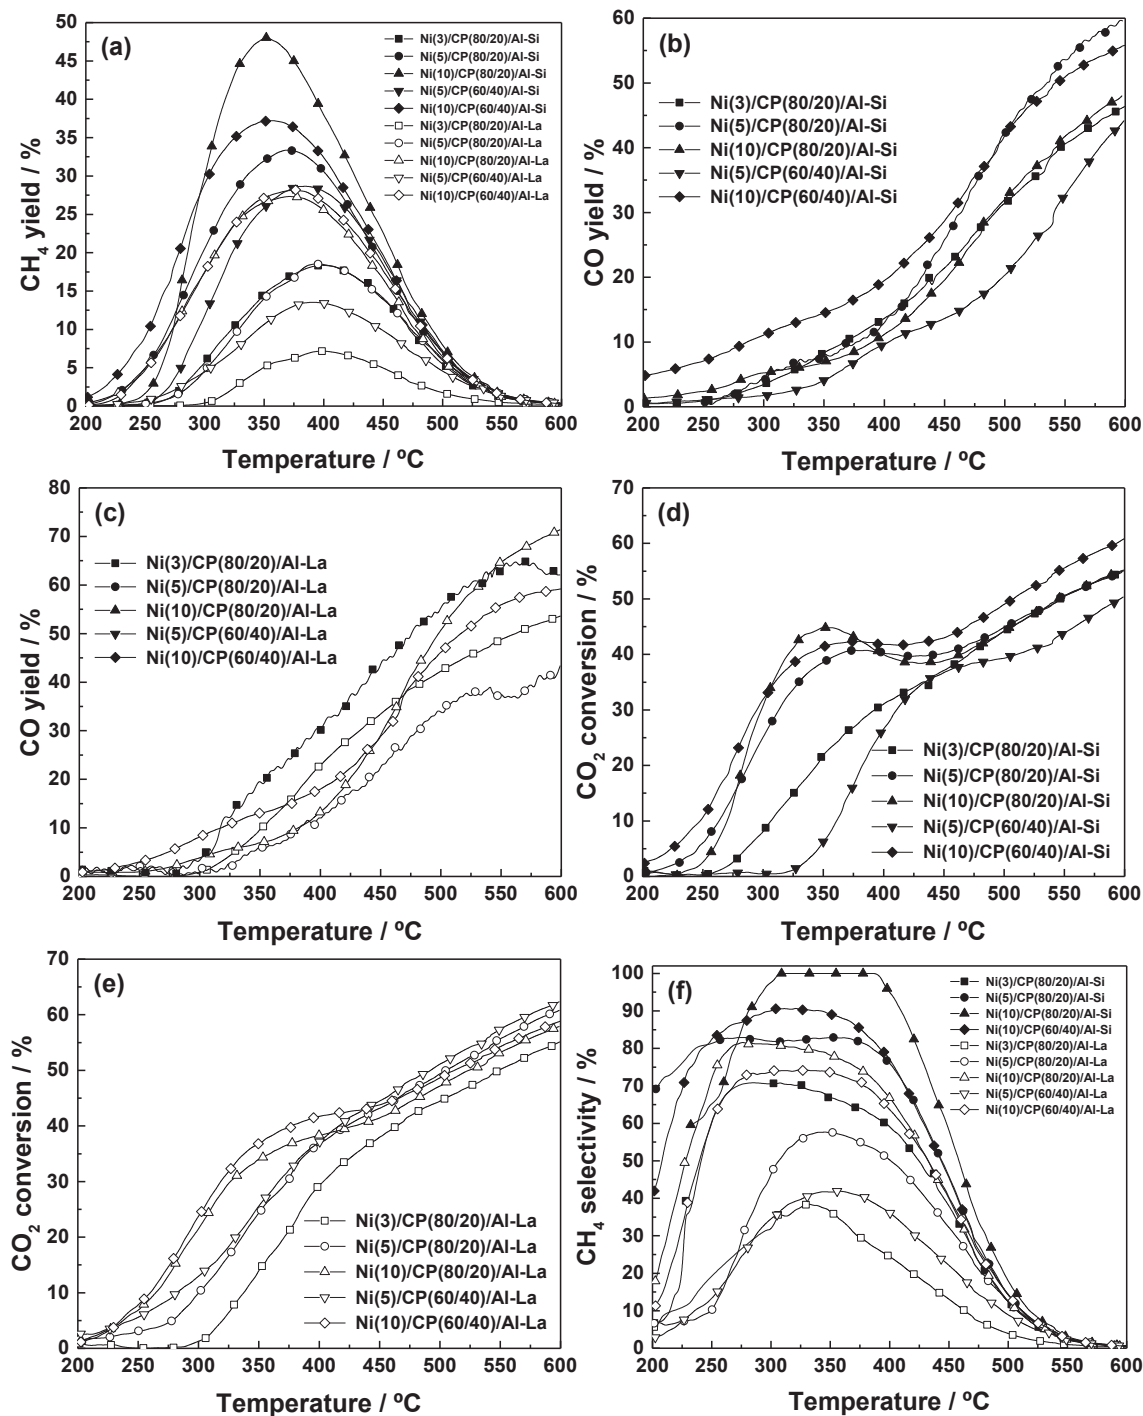 (a)
Ni(3)/CP(80/20)/Al-Si
Ni(5)/CP(80/20)/Al-Si
Ni(10)/CP(80/20)/Al-Si
Ni(5)/CP(60/40)/Al-Si
Ni(10)/CP(60/40)/Al-Si
Ni(3)/CP(80/20)/Al-La
Ni(5)/CP(80/20)/Al-La
Ni(10)/CP(80/20)/Al-La
Ni(5)/CP(60/40)/Al-La
Ni(10)/CP(60/40)/Al-La
50
45
40
35
30
25
20
15
10
5
0
CH4 yield / %
200 250 300 350 400 450 500 550 600
Temperature / ºC
(b)
Ni(3)/CP(80/20)/Al-Si
Ni(5)/CP(80/20)/Al-Si
Ni(10)/CP(80/20)/Al-Si
Ni(5)/CP(60/40)/Al-Si
Ni(10)/CP(60/40)/Al-Si
60
50
40
30
20
10
0
CO yield / %
200 250 300 350 400 450 500 550 600
Temperature / ºC
(c)
Ni(3)/CP(80/20)/Al-La
Ni(5)/CP(80/20)/Al-La
Ni(10)/CP(80/20)/Al-La
Ni(5)/CP(60/40)/Al-La
Ni(10)/CP(60/40)/Al-La
80
70
60
50
40
30
20
10
0
CO yield / %
200 250 300 350 400 450 500 550 600
Temperature / ºC
(d)
Ni(3)/CP(80/20)/Al-Si
Ni(5)/CP(80/20)/Al-Si
Ni(10)/CP(80/20)/Al-Si
Ni(5)/CP(60/40)/Al-Si
Ni(10)/CP(60/40)/Al-Si
70
60
50
40
30
20
10
0
CO2 conversion / %
200 250 300 350 400 450 500 550 600
Temperature / ºC
(e)
Ni(3)/CP(80/20)/Al-La
Ni(5)/CP(80/20)/Al-La
Ni(10)/CP(80/20)/Al-La
Ni(5)/CP(60/40)/Al-La
Ni(10)/CP(60/40)/Al-La
70
60
50
40
30
20
10
0
CO2 conversion / %
200 250 300 350 400 450 500 550 600
Temperature / ºC
(f)
Ni(3)/CP(80/20)/Al-Si
Ni(5)/CP(80/20)/Al-Si
Ni(10)/CP(80/20)/Al-Si
Ni(10)/CP(60/40)/Al-Si
Ni(3)/CP(80/20)/Al-La
Ni(5)/CP(80/20)/Al-La
Ni(10)/CP(80/20)/Al-La
Ni(5)/CP(60/40)/Al-La
Ni(10)/CP(60/40)/Al-La
100
90
80
70
60
50
40
30
20
10
0
CH4 selectivity / %
200 250 300 350 400 450 500 550 600
Temperature / ºC